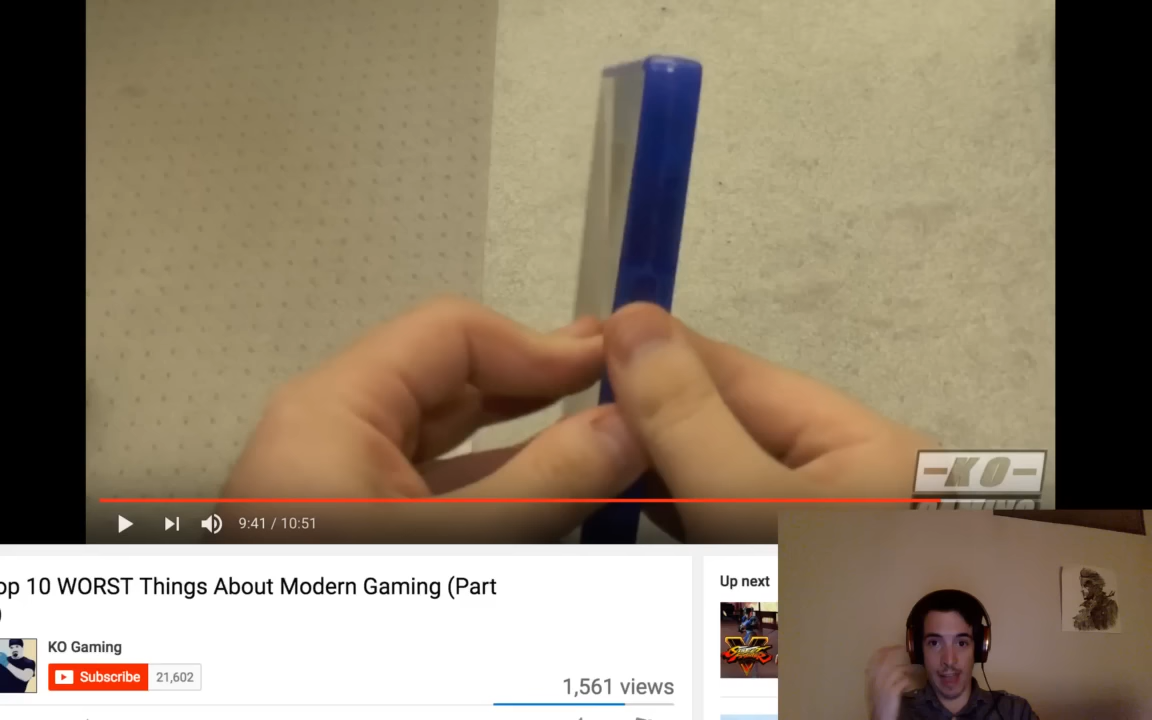 -KO-
9:41 / 10:51
op 10 WORST Things About Modern Gaming (Part
)
KO Gaming
Subscribe 21,602
1,561 views
Up next
V